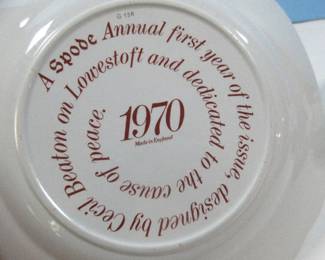 G 15R
A Spode Annual first year of the issue, designed by Cecil Beaton on Lowestoft and dedicated to the cause of peace.
1970
Made in England